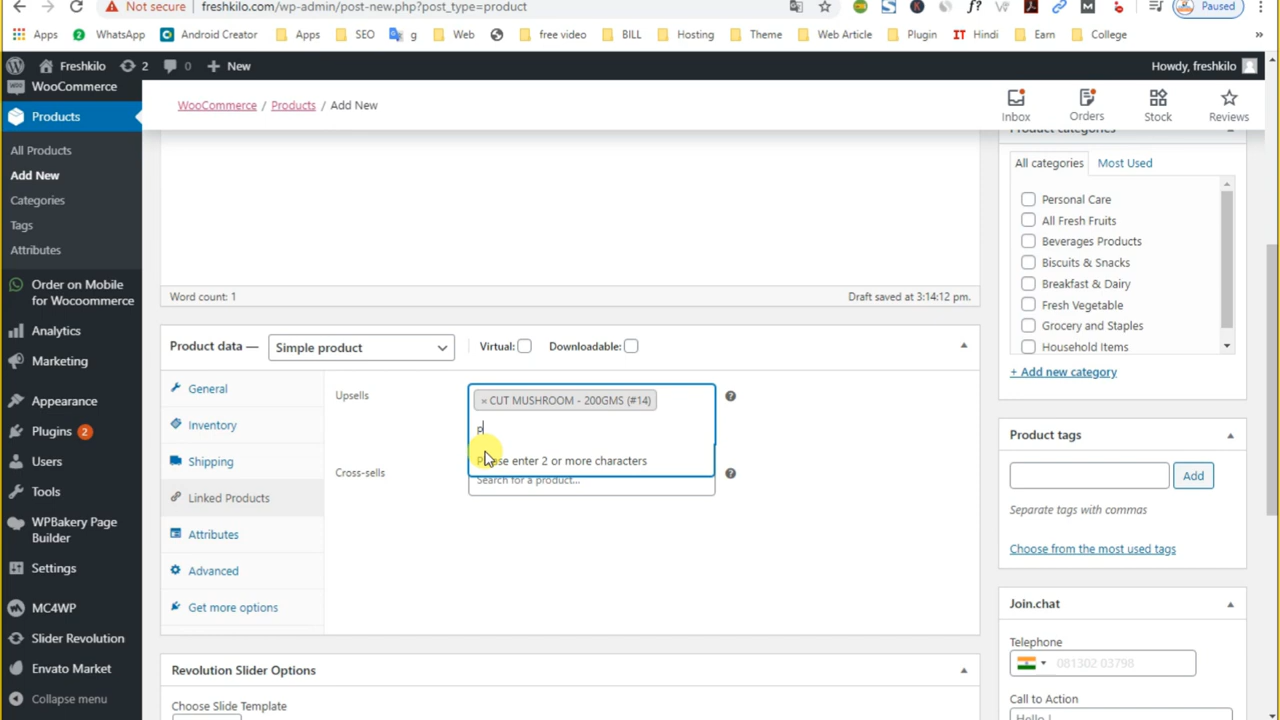 Not secure freshkilo.com/wp-admin/post-new.php?post_type=product Paused
Apps WhatsApp Android Creator Apps SEO g Web free video BILL Hosting Theme Web Article Plugin IT Hindi Earn College »
Freshkilo 2 0 + New Howdy, freshkilo
WooCommerce
Products
All Products
Add New
Categories
Tags
Attributes
Order on Mobile
for Wocoommerce
Analytics
Marketing
Appearance
Plugins 2
Users
Tools
WPBakery Page
Builder
Settings
MC4WP
Slider Revolution
Envato Market
Collapse menu
WooCommerce / Products / Add New
Inbox Orders Stock Reviews
Word count: 1 Draft saved at 3:14:12 pm.
Product data — Simple product Virtual: Downloadable:
General
Inventory
Shipping
Linked Products
Attributes
Advanced
Get more options
Upsells × CUT MUSHROOM - 200GMS (#14)
p
Please enter 2 or more characters
Cross-sells Search for a product...
Revolution Slider Options
Choose Slide Template
Product categories
All categories Most Used
Personal Care
All Fresh Fruits
Beverages Products
Biscuits & Snacks
Breakfast & Dairy
Fresh Vegetable
Grocery and Staples
Household Items
+ Add new category
Product tags
Add
Separate tags with commas
Choose from the most used tags
Join.chat
Telephone
081302 03798
Call to Action
Hello !